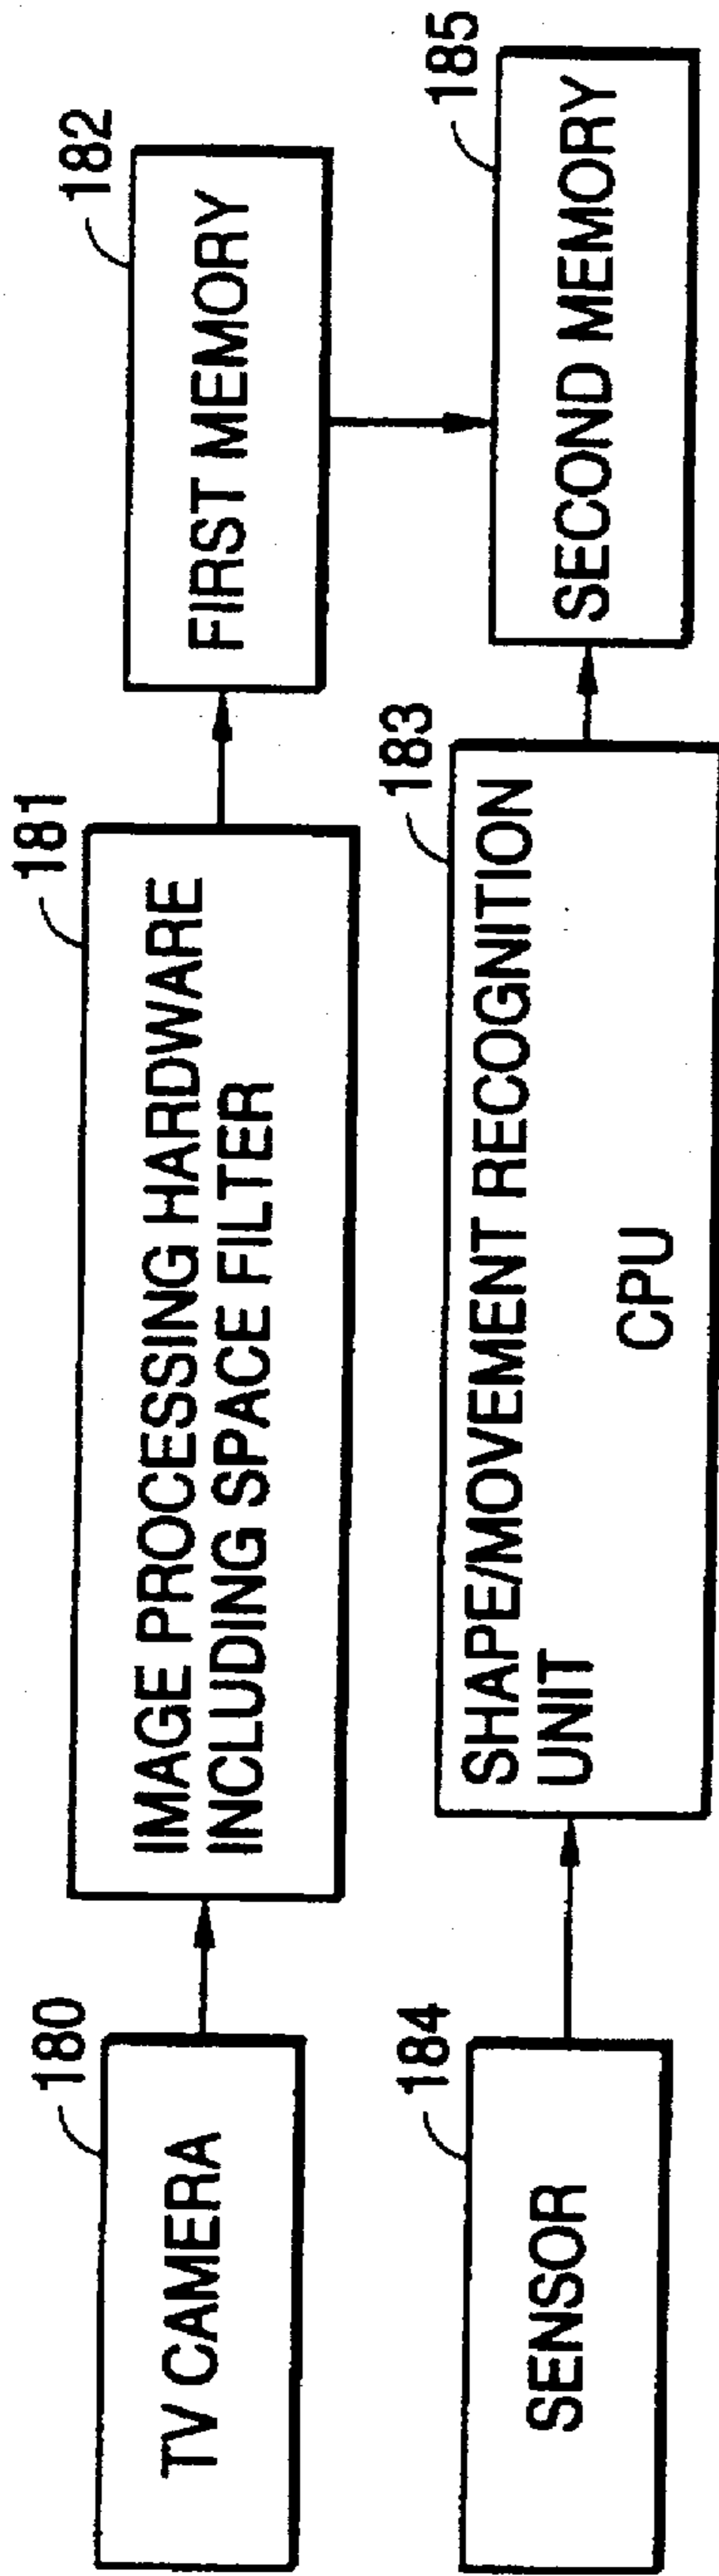 180
TV CAMERA
181
IMAGE PROCESSING HARDWARE
INCLUDING SPACE FILTER
182
FIRST MEMORY
184
SENSOR
183
SHAPE/MOVEMENT RECOGNITION
UNIT
CPU
185
SECOND MEMORY